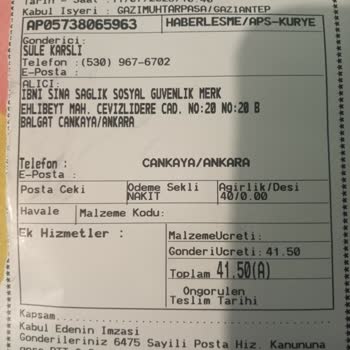 Kabul Isyeri : GAZIMUHTARPASA/GAZIANTEP
AP05738065963 HABERLESME/APS-KURYE
Gonderici:
SULE KARSLI
Telefon :(530) 967-6702
E-Posta :
ALICI:
IBNI SINA SAGLIK SOSYAL GUVENLIK MERK
EHLIBEYT MAH. CEVIZLIDERE CAD. NO:20 NO:20 B
BALGAT CANKAYA/ANKARA
Telefon : CANKAYA/ANKARA
E-Posta :
Posta Ceki Odeme Sekli Agirlik/Desi
NAKIT 40/0.00
Havale Malzeme Kodu:
Ek Hizmetler : MalzemeUcreti:
GonderiUcreti: 41.50
Toplam 41.50(A)
Ongorulen
Teslim Tarihi
Kapsam
Kabul Edenin Imzasi
Gonderileriniz 6475 Sayili Posta Hiz. Kanununa